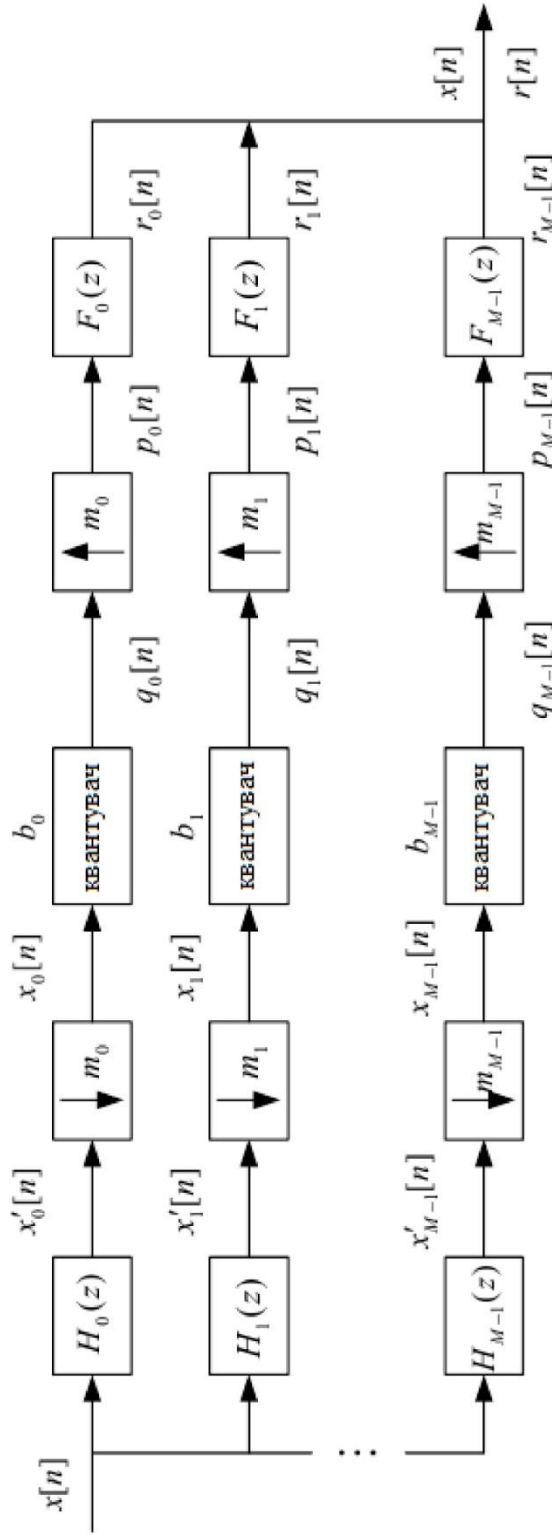 x[n]
H_0(z)
x'_0[n]
m_0
x_0[n]
b_0
квантувач
q_0[n]
m_0
p_0[n]
F_0(z)
r_0[n]
H_1(z)
x'_1[n]
m_1
x_1[n]
b_1
квантувач
q_1[n]
m_1
p_1[n]
F_1(z)
r_1[n]
...
H_{M-1}(z)
x'_{M-1}[n]
m_{M-1}
x_{M-1}[n]
b_{M-1}
квантувач
q_{M-1}[n]
m_{M-1}
p_{M-1}[n]
F_{M-1}(z)
r_{M-1}[n]
x[n]
r[n]